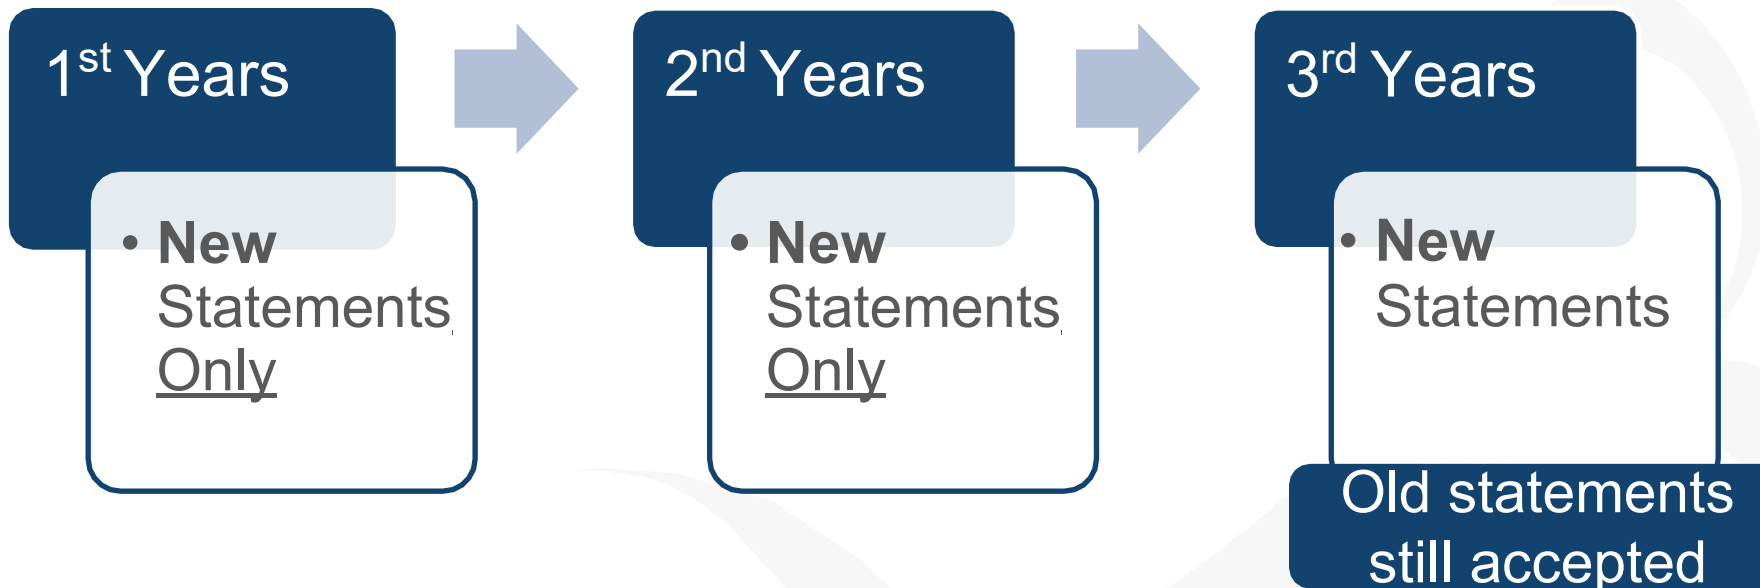 1st Years
• New
Statements
Only
2nd Years
• New
Statements
Only
3rd Years
• New
Statements
Old statements
still accepted